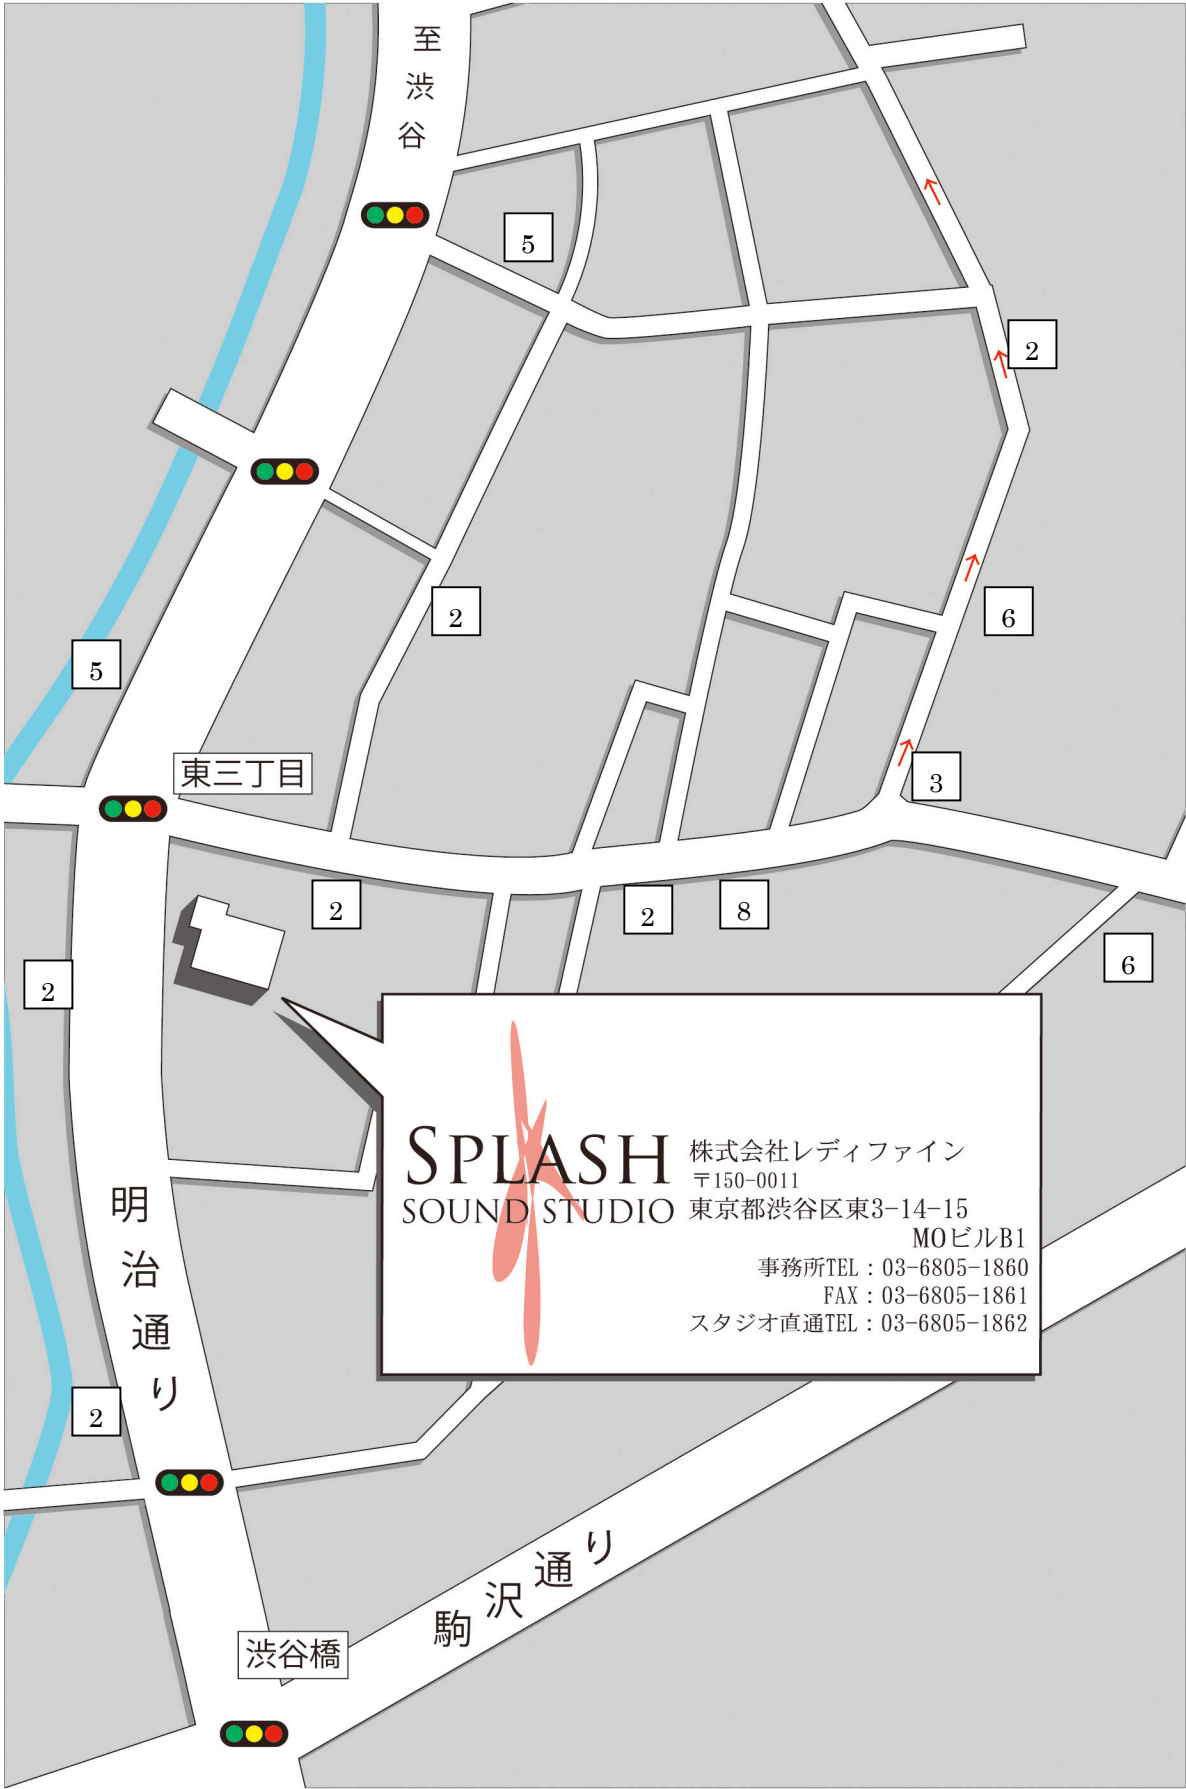 至渋谷
5
2
2
6
5
東三丁目
3
2
2
8
2
6
SPLASH
SOUND STUDIO
株式会社レディファイン
〒150-0011
東京都渋谷区東3-14-15
MOビルB1
事務所TEL：03-6805-1860
FAX：03-6805-1861
スタジオ直通TEL：03-6805-1862
明治通り
2
駒沢通り
渋谷橋